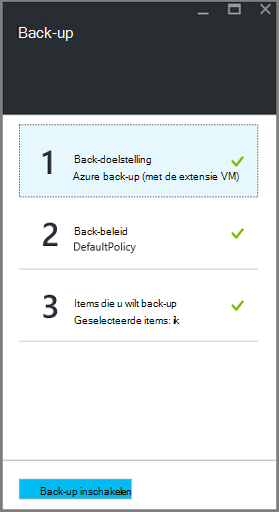 Back-up
1
Back-doelstelling
Azure back-up (met de extensie VM)
2
Back-beleid
DefaultPolicy
3
Items die u wilt back-up
Geselecteerde items: ik
Back-up inschakelen